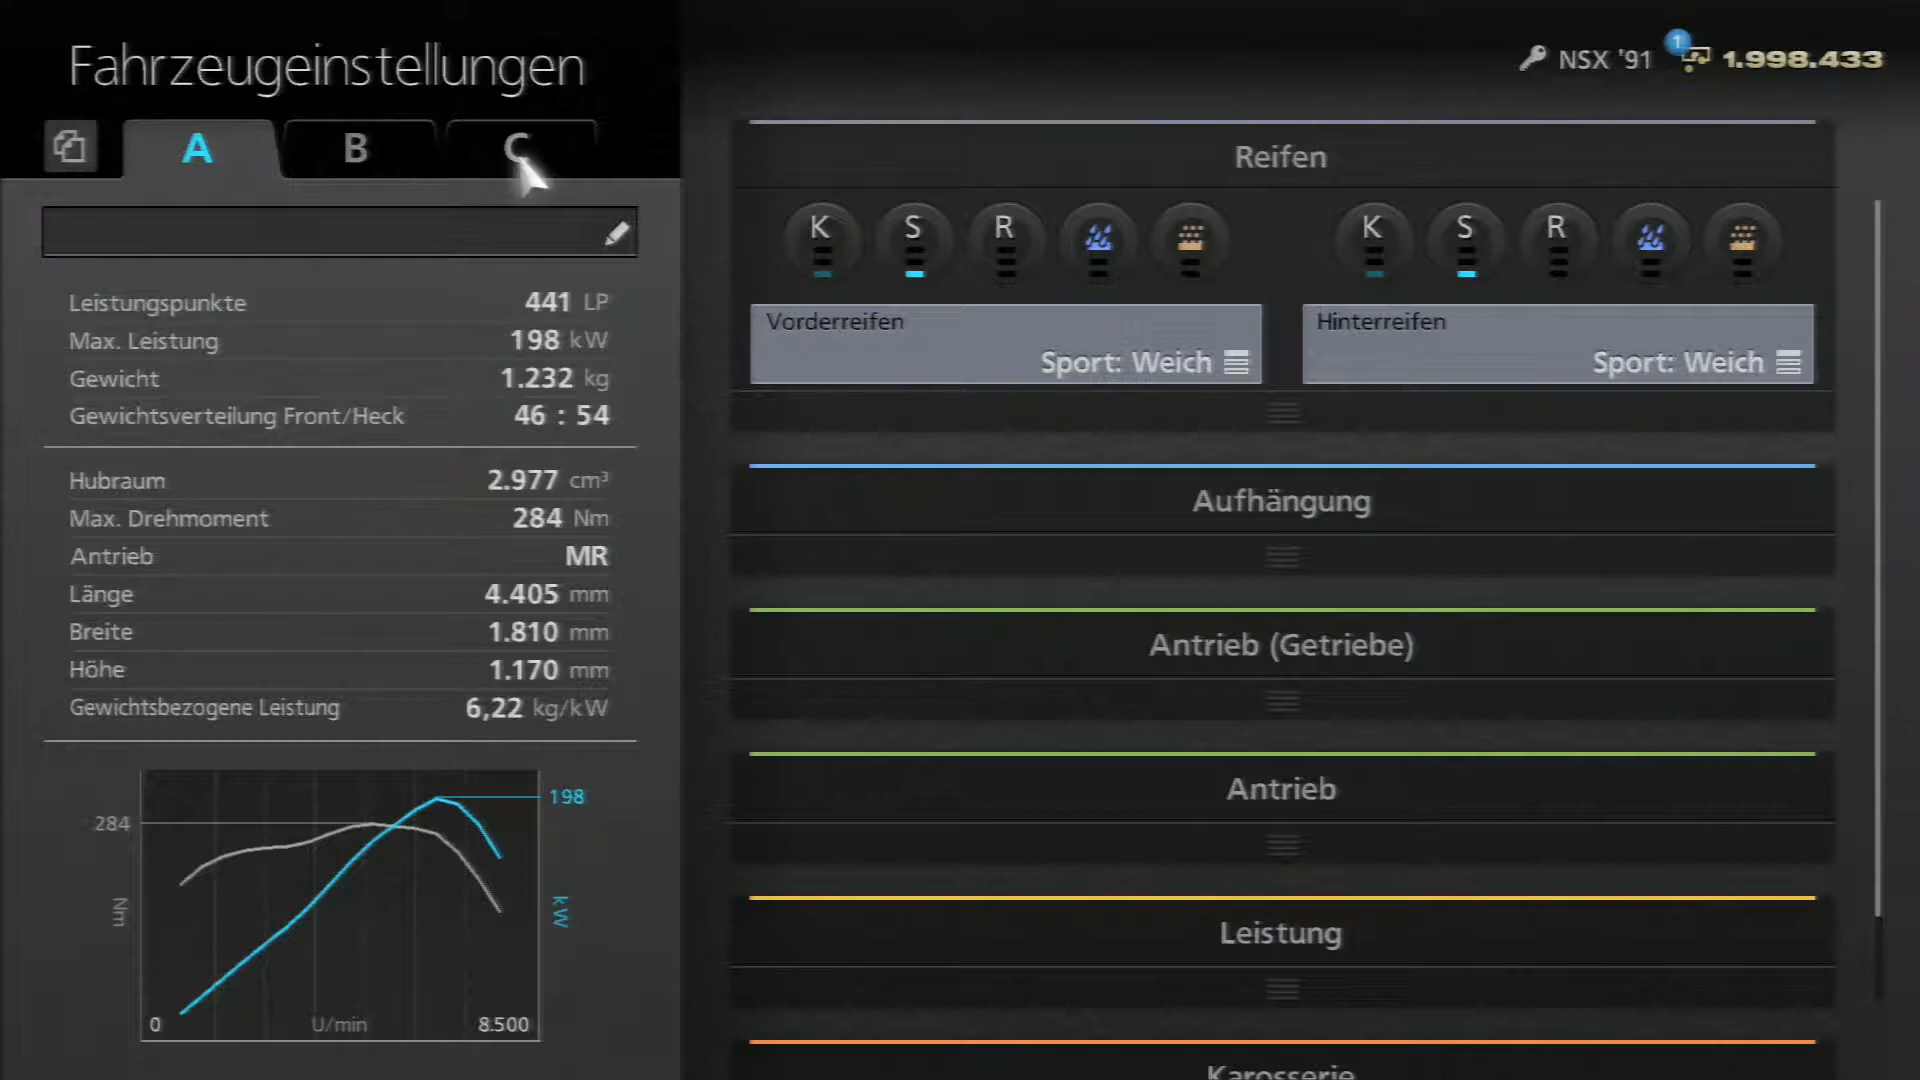 Fahrzeugeinstellungen
NSX '91
1
1.998.433
A
B
C
Leistungspunkte 441 LP
Max. Leistung 198 kW
Gewicht 1.232 kg
Gewichtsverteilung Front/Heck 46 : 54
Hubraum 2.977 cm³
Max. Drehmoment 284 Nm
Antrieb MR
Länge 4.405 mm
Breite 1.810 mm
Höhe 1.170 mm
Gewichtsbezogene Leistung 6,22 kg/kW
198
284
Nm
kW
0 U/min 8.500
Reifen
K S R
K S R
Vorderreifen
Sport: Weich
Hinterreifen
Sport: Weich
Aufhängung
Antrieb (Getriebe)
Antrieb
Leistung
Karosserie